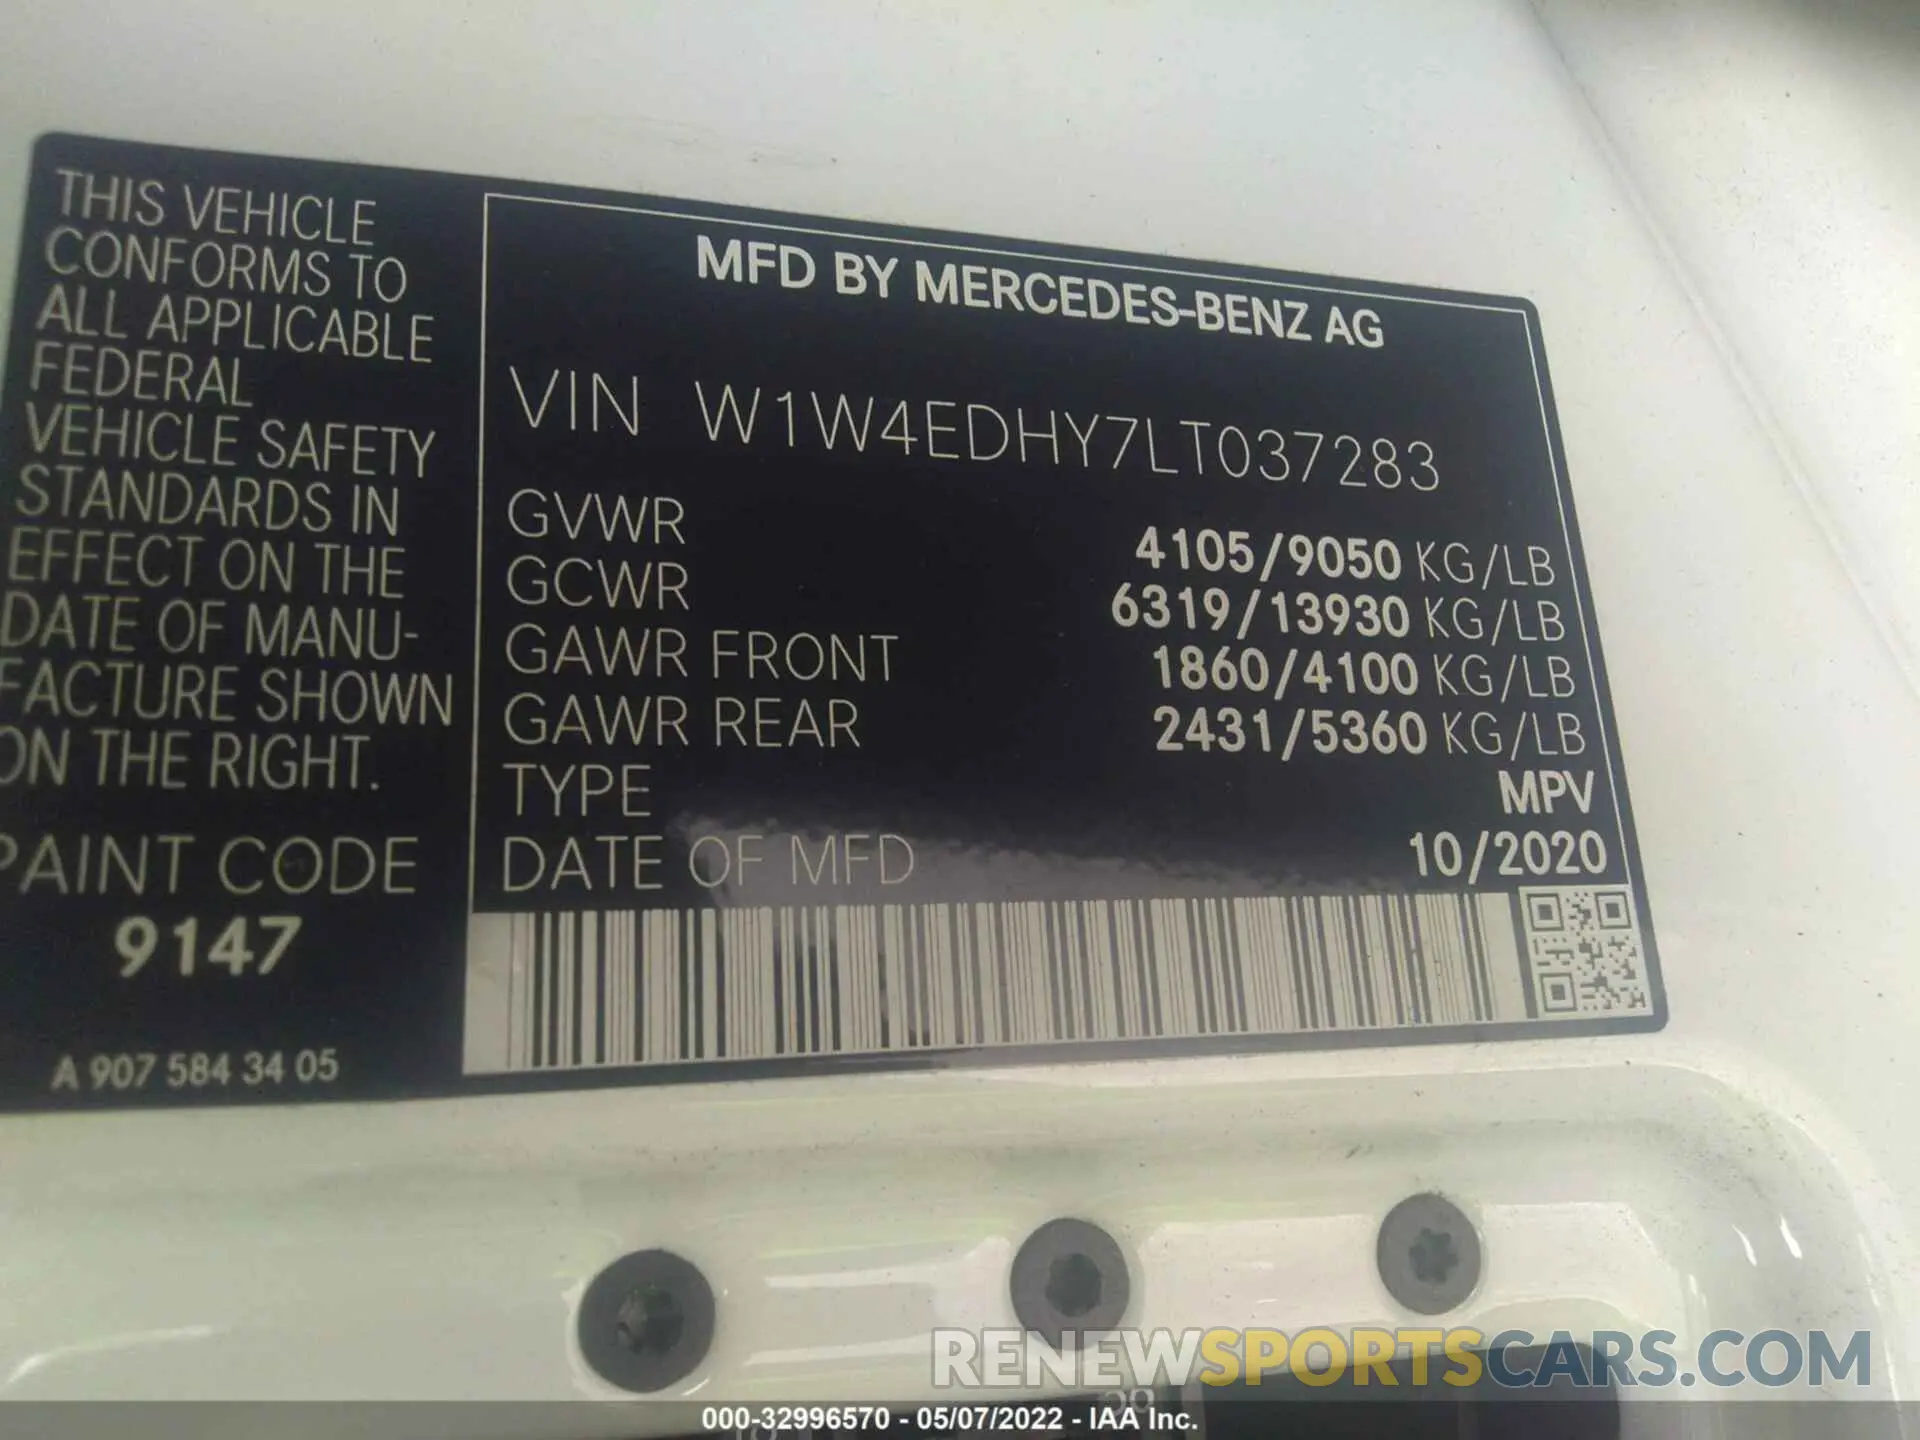 THIS VEHICLE
CONFORMS TO
ALL APPLICABLE
FEDERAL
VEHICLE SAFETY
STANDARDS IN
EFFECT ON THE
DATE OF MANU-
FACTURE SHOWN
ON THE RIGHT.
PAINT CODE
9147
A 907 584 34 05
MFD BY MERCEDES-BENZ AG
VIN W1W4EDHY7LT037283
GVWR 4105/9050 KG/LB
GCWR 6319/13930 KG/LB
GAWR FRONT 1860/4100 KG/LB
GAWR REAR 2431/5360 KG/LB
TYPE MPV
DATE OF MFD 10/2020
RENEWSPORTSCARS.COM
000-32996570 - 05/07/2022 - IAA Inc.